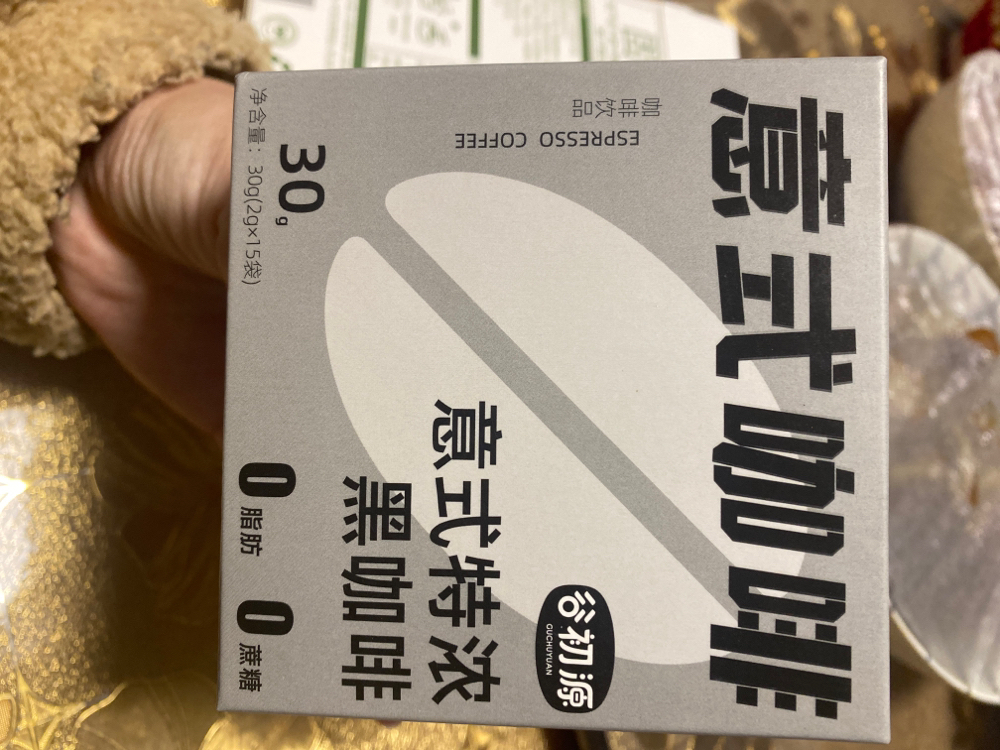 意式咖啡
咖啡饮品
ESPRESSO COFFEE
谷初源
GUCHUYUAN
意式特浓
黑咖啡
30g
净含量：30g(2g×15袋)
0脂肪
0蔗糖